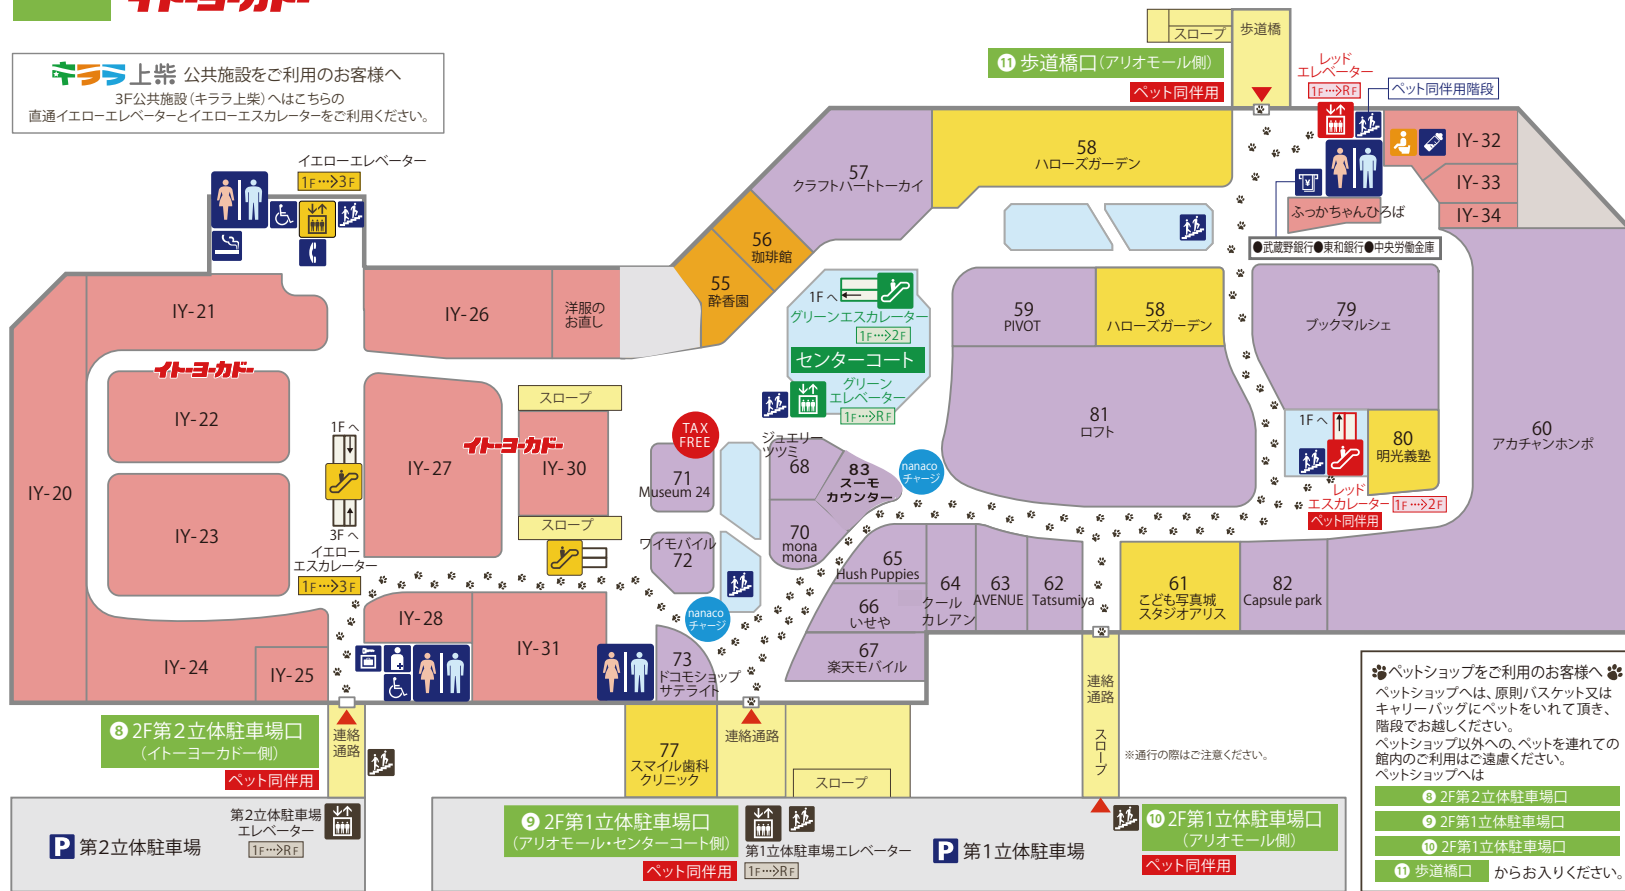 イトーヨーカドー
キララ上柴 公共施設をご利用のお客様へ
3F公共施設(キララ上柴)へはこちらの
直通イエローエレベーターとイエローエスカレーターをご利用ください。
イエローエレベーター
1F…>3F
スロープ
歩道橋
⓫ 歩道橋口(アリオモール側)
ペット同伴用
レッド
エレベーター
1F…>RF
ペット同伴用階段
IY-32
IY-33
IY-34
ふっかちゃんひろば
●武蔵野銀行●東和銀行●中央労働金庫
58
ハローズガーデン
57
クラフトハートトーカイ
56
珈琲館
55
酔香園
IY-21
IY-26
洋服の
お直し
1Fへ
グリーンエスカレーター
1F…>2F
センターコート
グリーン
エレベーター
1F…>RF
59
PIVOT
58
ハローズガーデン
79
ブックマルシェ
60
アカチャンホンポ
81
ロフト
1Fへ
80
明光義塾
レッド
エスカレーター
1F…>2F
ペット同伴用
イトーヨーカドー
IY-22
IY-20
IY-23
1Fへ
3Fへ
イエロー
エスカレーター
1F…>3F
IY-27
イトーヨーカドー
スロープ
IY-30
スロープ
TAX
FREE
71
Museum 24
ワイモバイル
72
ジュエリー
ツツミ
68
83
スーモ
カウンター
nanaco
チャージ
70
mona
mona
65
Hush Puppies
66
いせや
67
楽天モバイル
64
クール
カレアン
63
AVENUE
62
Tatsumiya
61
こども写真城
スタジオアリス
82
Capsule park
nanaco
チャージ
73
ドコモショップ
サテライト
IY-28
IY-31
IY-24
IY-25
❽ 2F第2立体駐車場口
(イトーヨーカドー側)
ペット同伴用
連絡
通路
77
スマイル歯科
クリニック
連絡通路
スロープ
連絡
通路
スロープ
※通行の際はご注意ください。
P 第2立体駐車場
第2立体駐車場
エレベーター
1F…>RF
❾ 2F第1立体駐車場口
(アリオモール・センターコート側)
ペット同伴用
第1立体駐車場エレベーター
1F…>RF
P 第1立体駐車場
❿ 2F第1立体駐車場口
(アリオモール側)
ペット同伴用
ペットショップをご利用のお客様へ
ペットショップへは、原則バスケット又は
キャリーバッグにペットをいれて頂き、
階段でお越しください。
ペットショップ以外への、ペットを連れての
館内のご利用はご遠慮ください。
ペットショップへは
❽ 2F第2立体駐車場口
❾ 2F第1立体駐車場口
❿ 2F第1立体駐車場口
⓫ 歩道橋口 からお入りください。